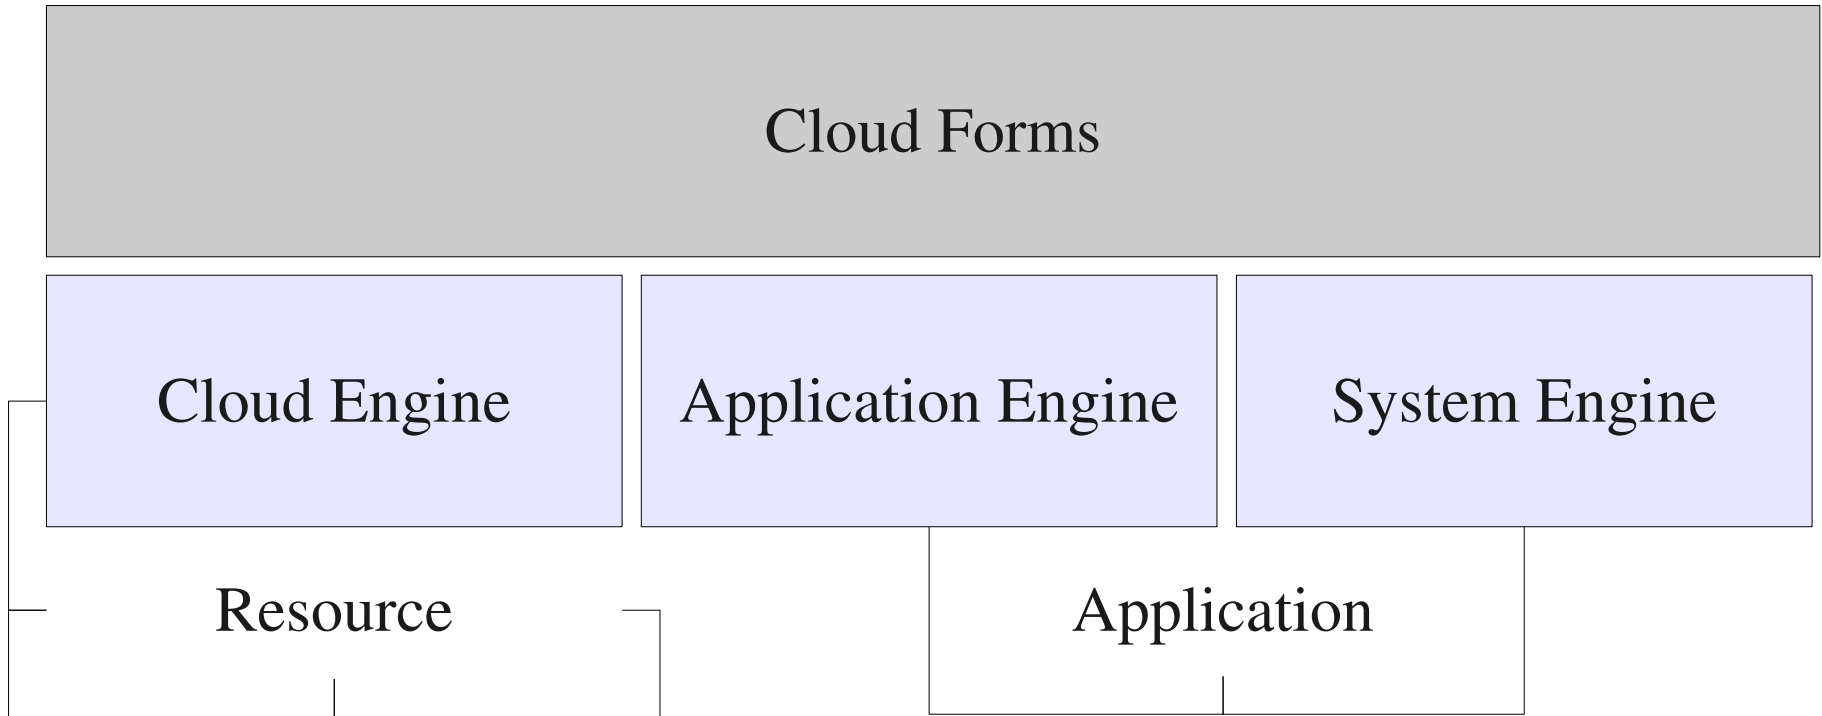 Cloud Forms
Cloud Engine
Application Engine
System Engine
Resource
Application